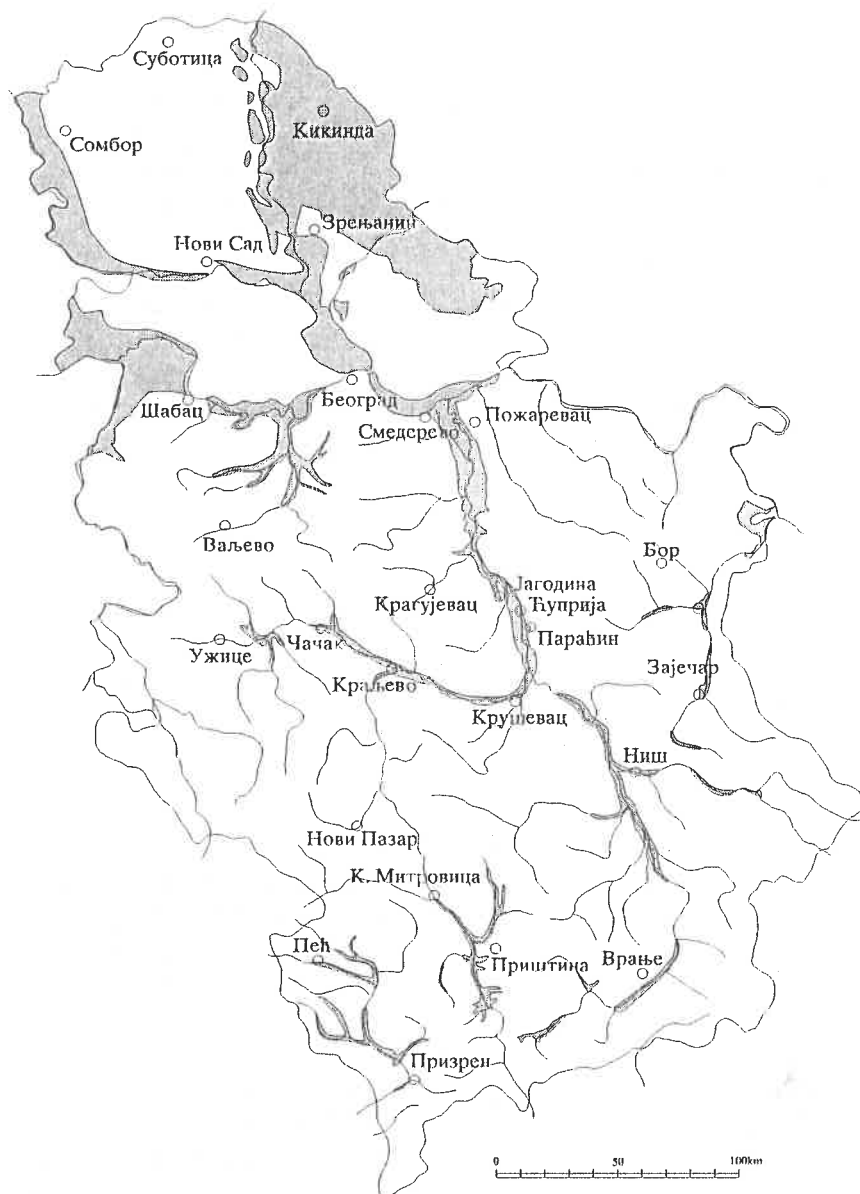 Суботица
Кикинда
Сомбор
Зрењанин
Нови Сад
Београд
Шабац
Смедерево
Пожаревац
Ваљево
Бор
Јагодина
Крагујевац
Ћуприја
Параћин
Ужице
Чачак
Зајечар
Краљево
Крушевац
Ниш
Нови Пазар
К. Митровица
Пећ
Приштина
Врање
Призрен
0 50 100km